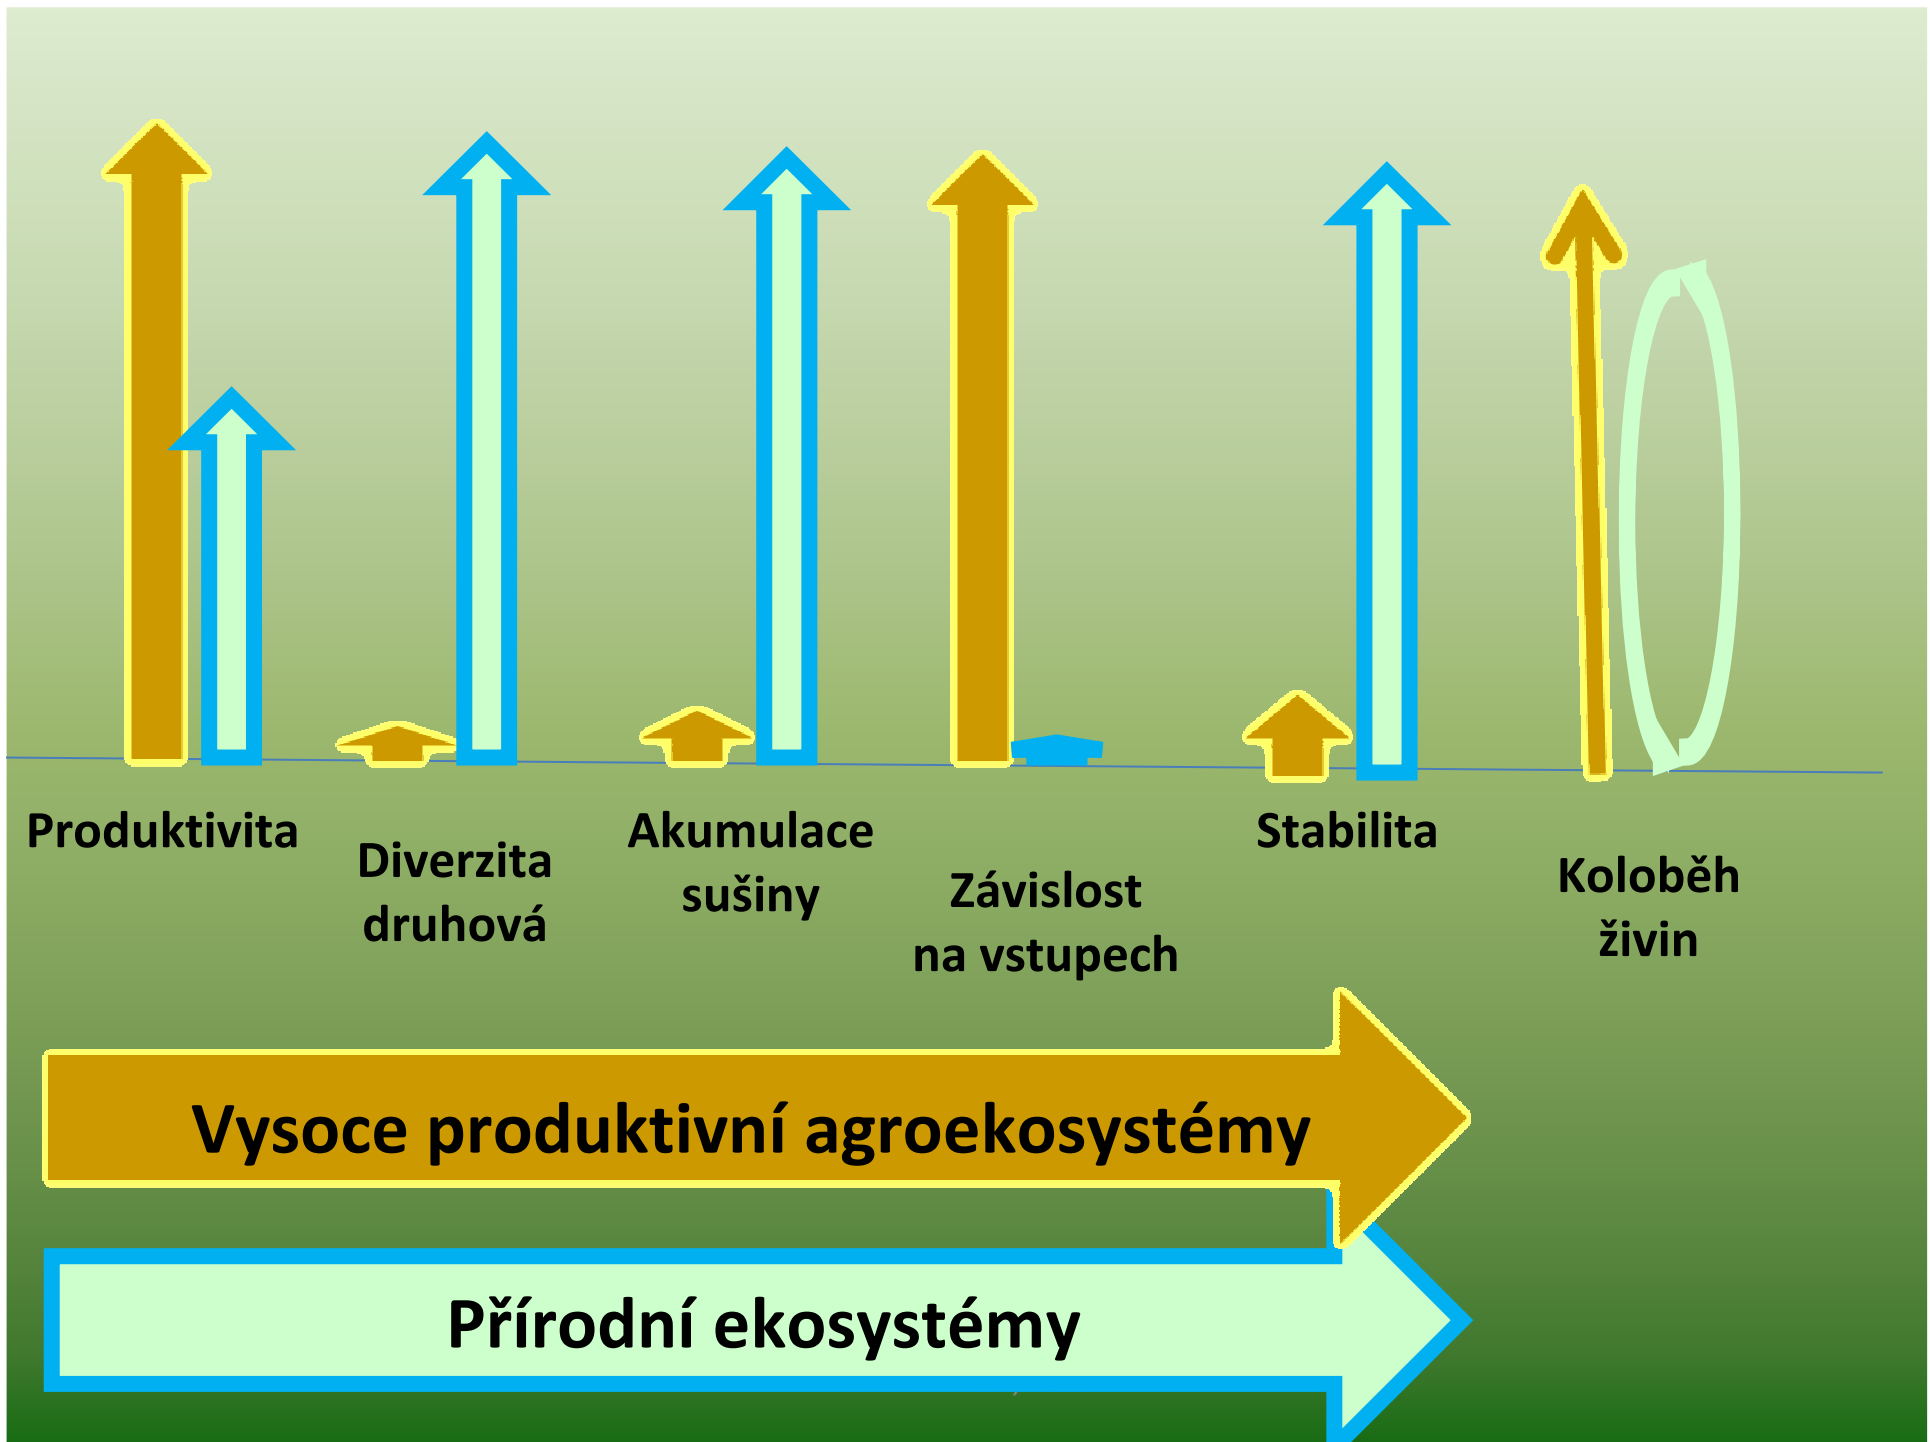 Produktivita
Diverzita
druhová
Akumulace
sušiny
Závislost
na vstupech
Stabilita
Koloběh
živin
Vysoce produktivní agroekosystémy
Přírodní ekosystémy